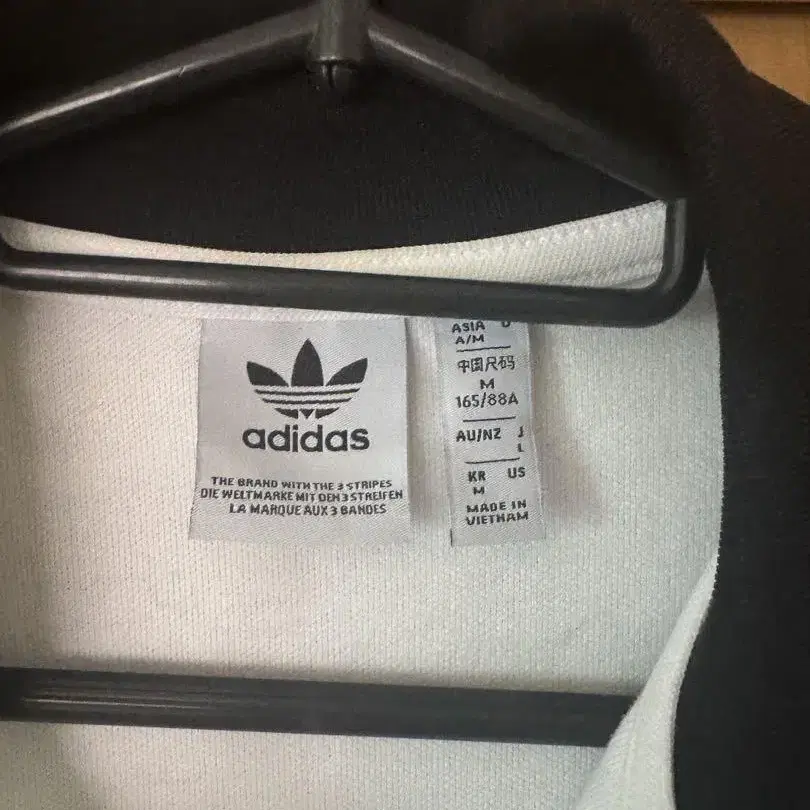 adidas
THE BRAND WITH THE 3 STRIPES
DIE WELTMARKE MIT DEN 3 STREIFEN
LA MARQUE AUX 3 BANDES
ASIA
A/M
中国尺码
M
165/88A
AU/NZ J
L
KR US
M
MADE IN
VIETNAM